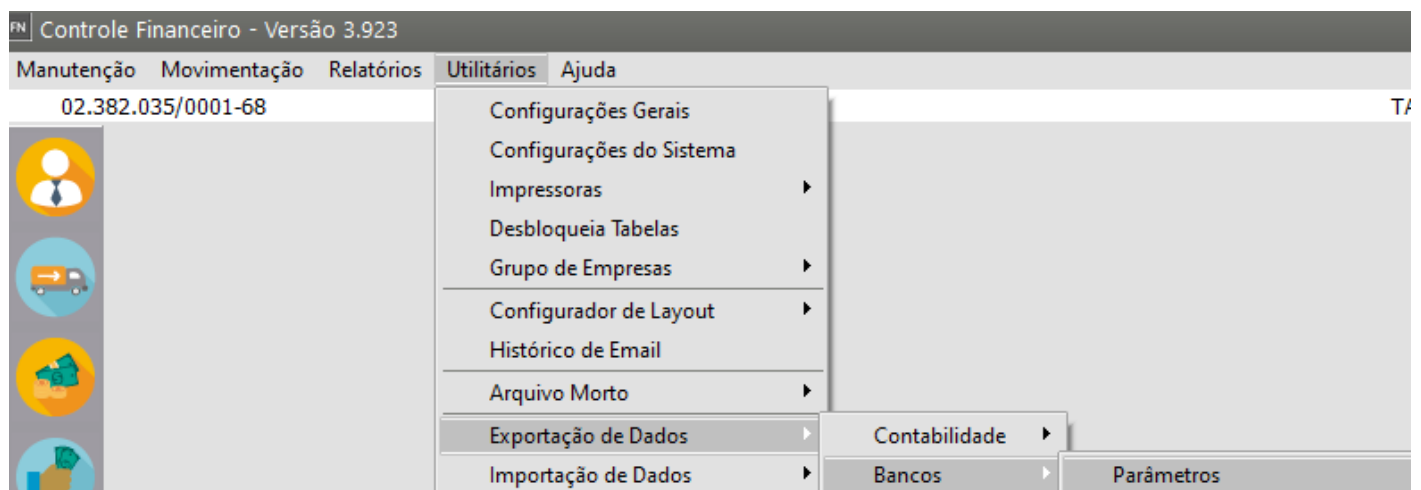 FN Controle Financeiro - Versão 3.923
Manutenção Movimentação Relatórios Utilitários Ajuda
02.382.035/0001-68 TA
Configurações Gerais
Configurações do Sistema
Impressoras
Desbloqueia Tabelas
Grupo de Empresas
Configurador de Layout
Histórico de Email
Arquivo Morto
Exportação de Dados Contabilidade
Importação de Dados Bancos Parâmetros